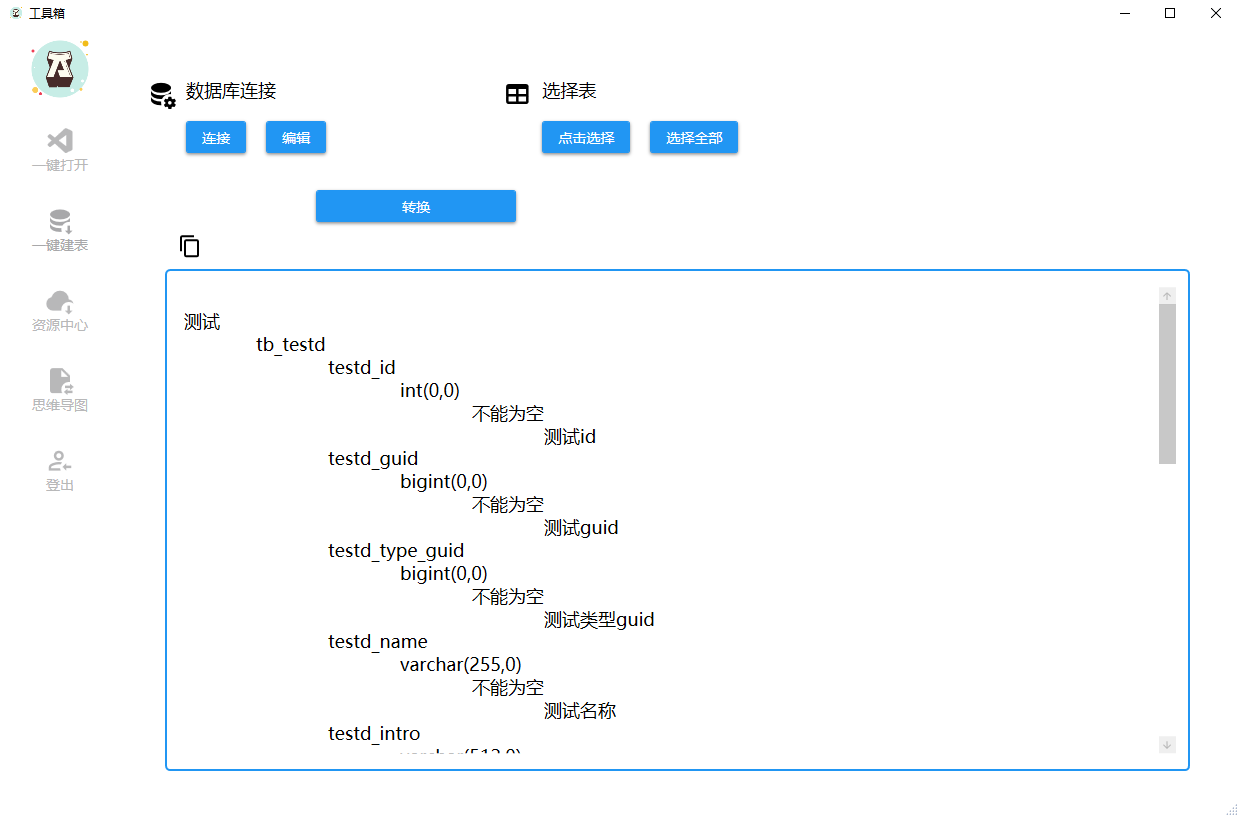 工具箱
一键打开
一键建表
资源中心
思维导图
登出
数据库连接
连接 编辑
选择表
点击选择 选择全部
转换
测试
tb_testd
testd_id
int(0,0)
不能为空
测试id
testd_guid
bigint(0,0)
不能为空
测试guid
testd_type_guid
bigint(0,0)
不能为空
测试类型guid
testd_name
varchar(255,0)
不能为空
测试名称
testd_intro